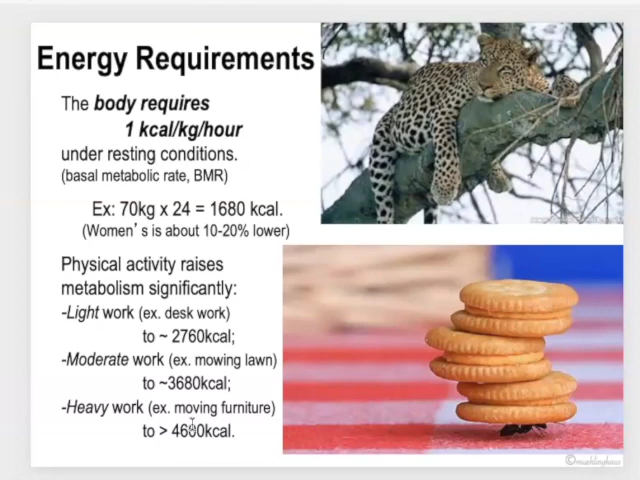 Energy Requirements
The body requires
1 kcal/kg/hour
under resting conditions.
(basal metabolic rate, BMR)
Ex: 70kg x 24 = 1680 kcal.
(Women's is about 10-20% lower)
Physical activity raises
metabolism significantly:
-Light work (ex. desk work)
to ~ 2760kcal;
-Moderate work (ex. mowing lawn)
to ~3680kcal;
-Heavy work (ex. moving furniture)
to > 4600kcal.